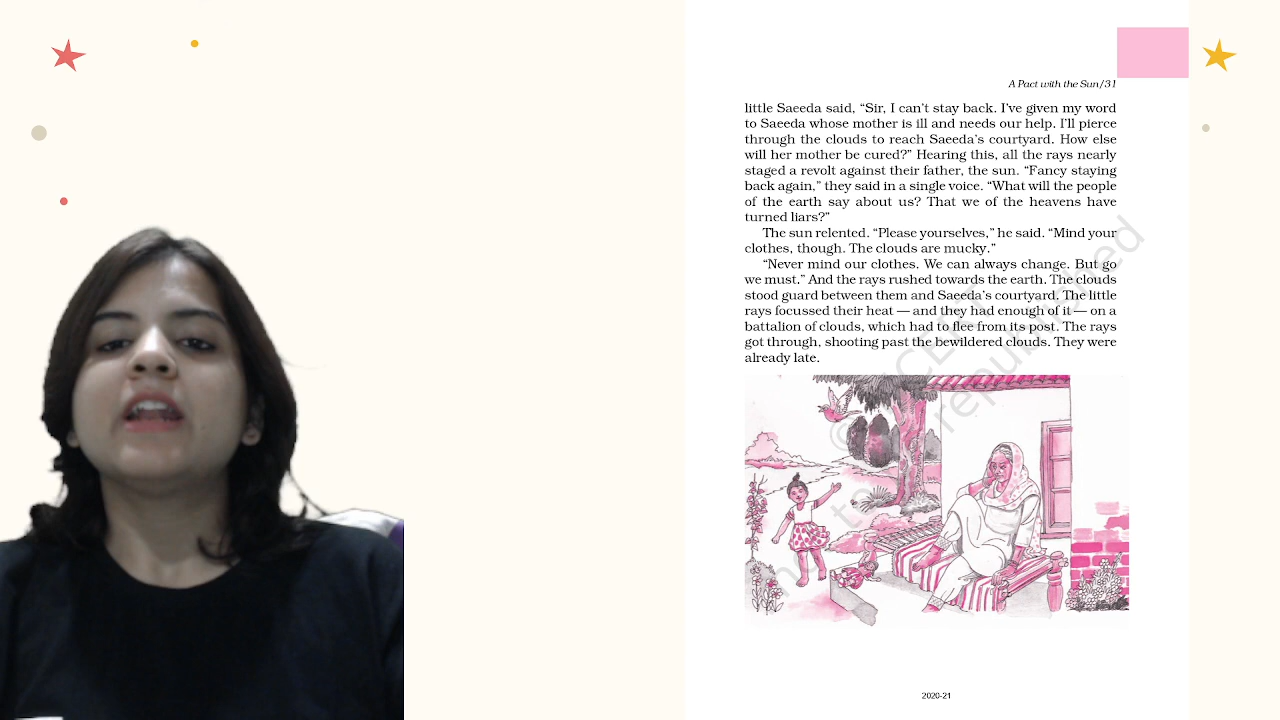 A Pact with the Sun/31
little Saeeda said, “Sir, I can’t stay back. I’ve given my word
to Saeeda whose mother is ill and needs our help. I’ll pierce
through the clouds to reach Saeeda’s courtyard. How else
will her mother be cured?” Hearing this, all the rays nearly
staged a revolt against their father, the sun. “Fancy staying
back again,” they said in a single voice. “What will the people
of the earth say about us? That we of the heavens have
turned liars?”
The sun relented. “Please yourselves,” he said. “Mind your
clothes, though. The clouds are mucky.”
“Never mind our clothes. We can always change. But go
we must.” And the rays rushed towards the earth. The clouds
stood guard between them and Saeeda’s courtyard. The little
rays focussed their heat — and they had enough of it — on a
battalion of clouds, which had to flee from its post. The rays
got through, shooting past the bewildered clouds. They were
already late.
2020-21